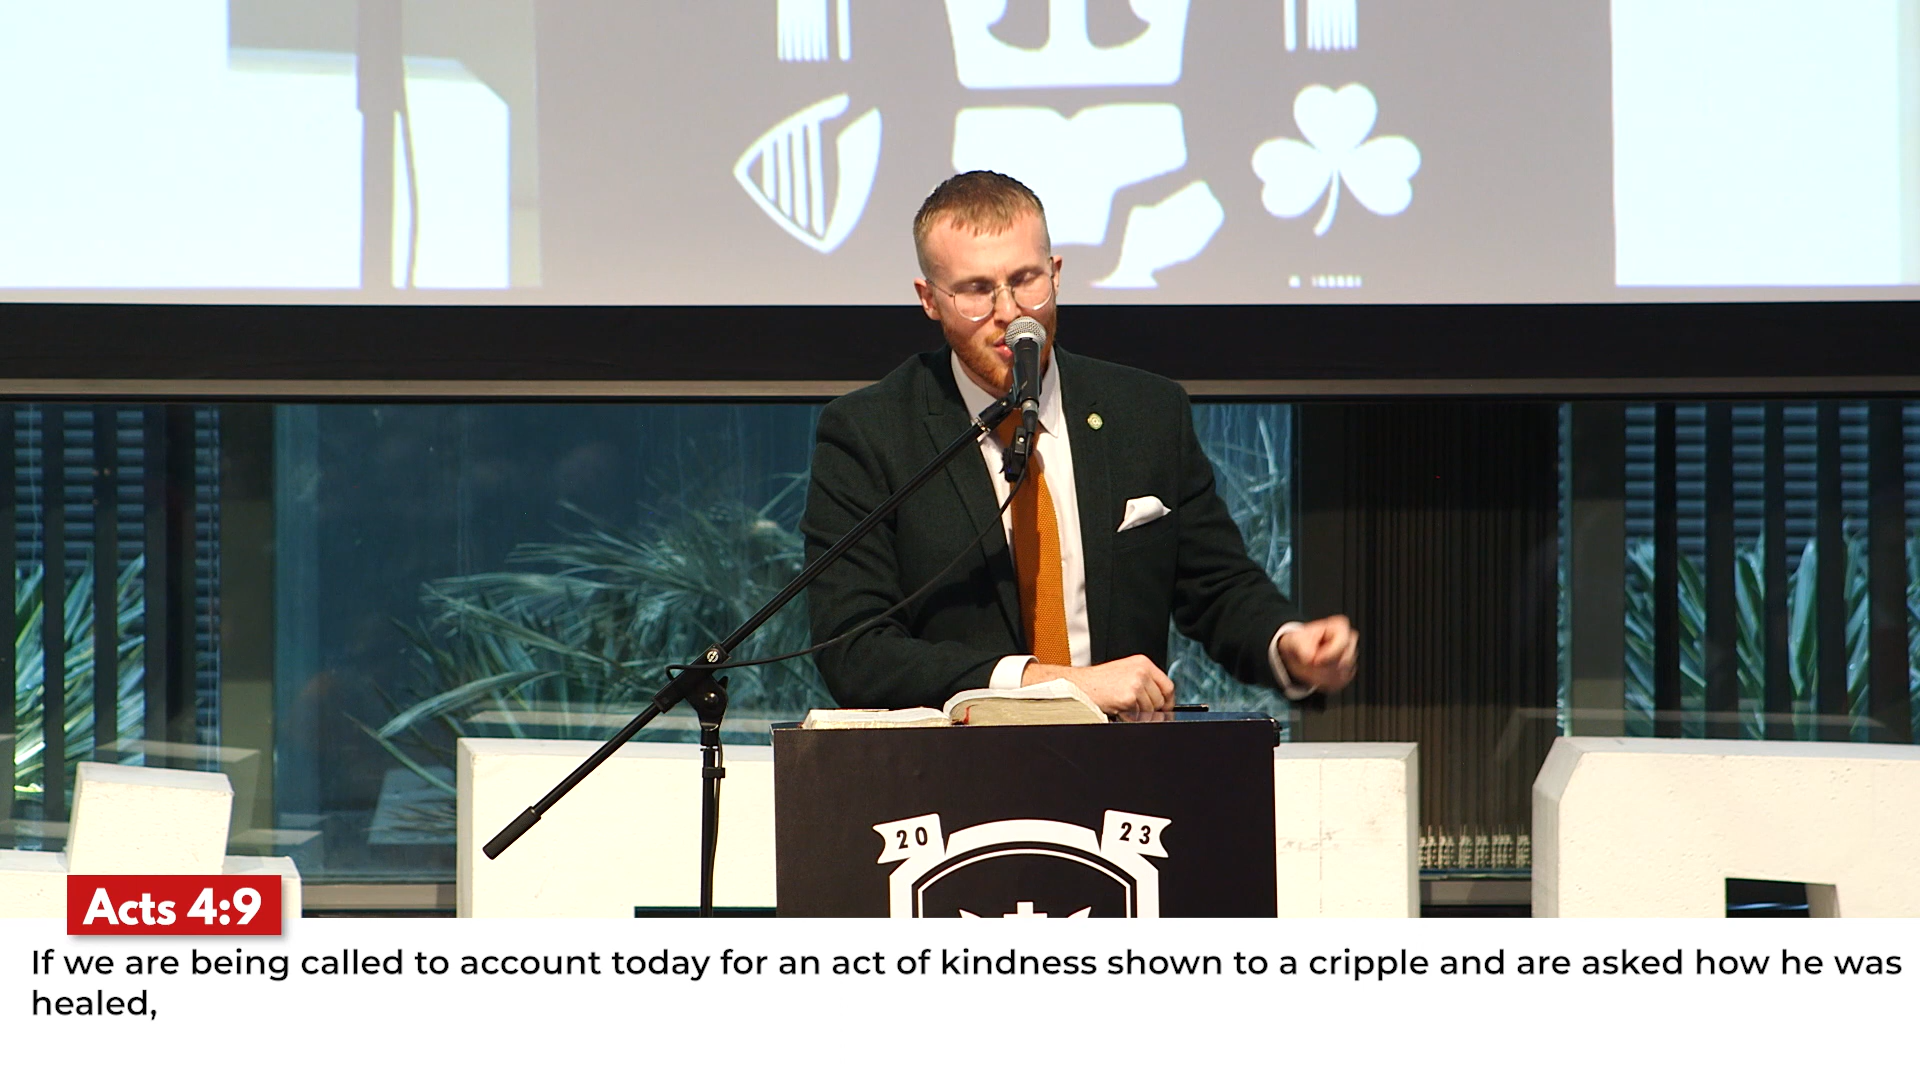 20 23
Acts 4:9
If we are being called to account today for an act of kindness shown to a cripple and are asked how he was
healed,